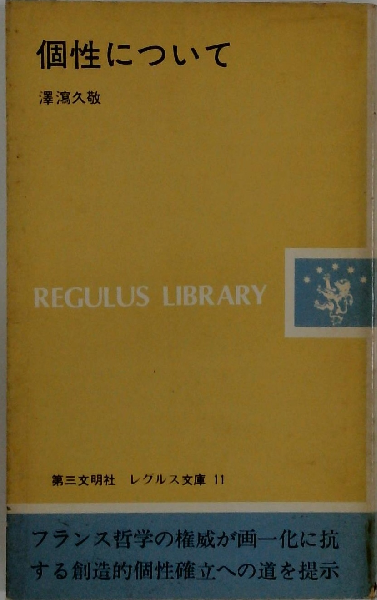 個性について
澤瀉久敬
REGULUS LIBRARY
第三文明社 レグルス文庫 11
フランス哲学の権威が画一化に抗
する創造的個性確立への道を提示